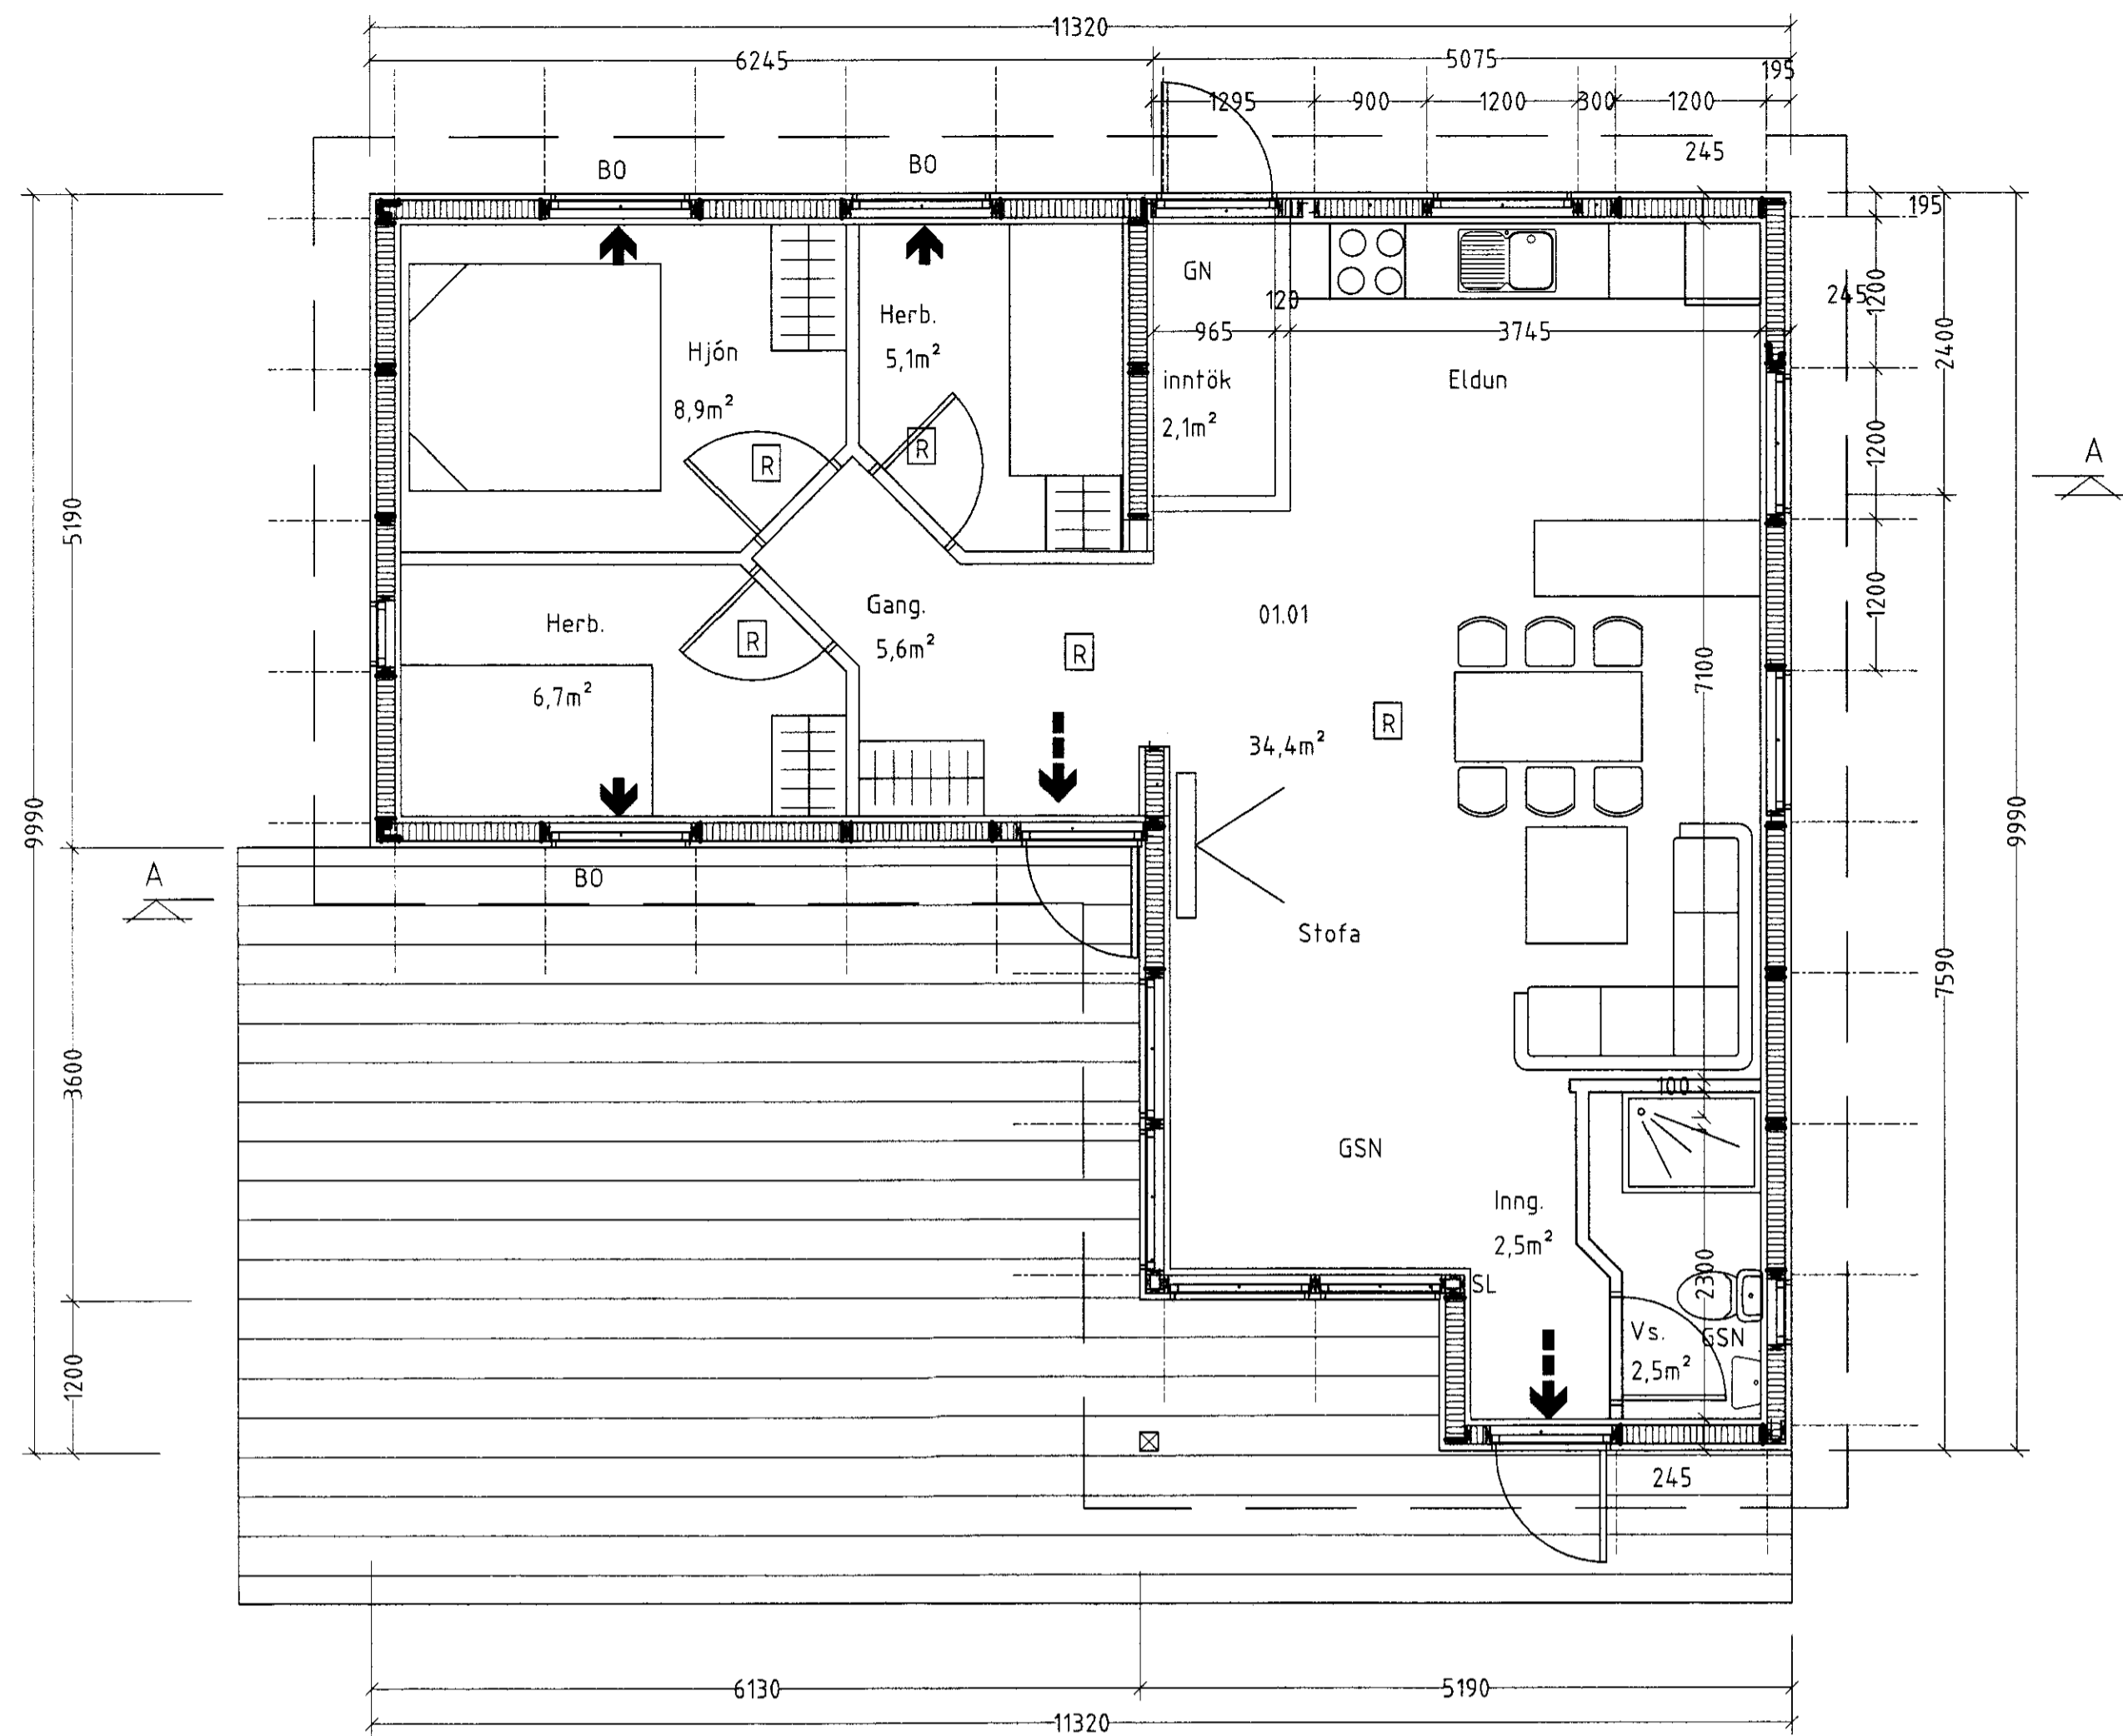 11320
6245
5075
195
1295
900
1200
300
1200
BO
BO
245
195
GN
120
245
1200
Herb.
5,1m²
Hjón
8,9m²
965
3745
2400
inntök
2,1m²
Eldun
R
R
1200
A
5190
1200
Herb.
Gang.
5,6m²
01.01
R
R
7100
6,7m²
R
34,4m²
9990
9990
BO
A
Stofa
7590
3600
100
GSN
Inng.
2,5m²
2300
SL
Vs.
GSN
2,5m²
1200
245
6130
5190
11320